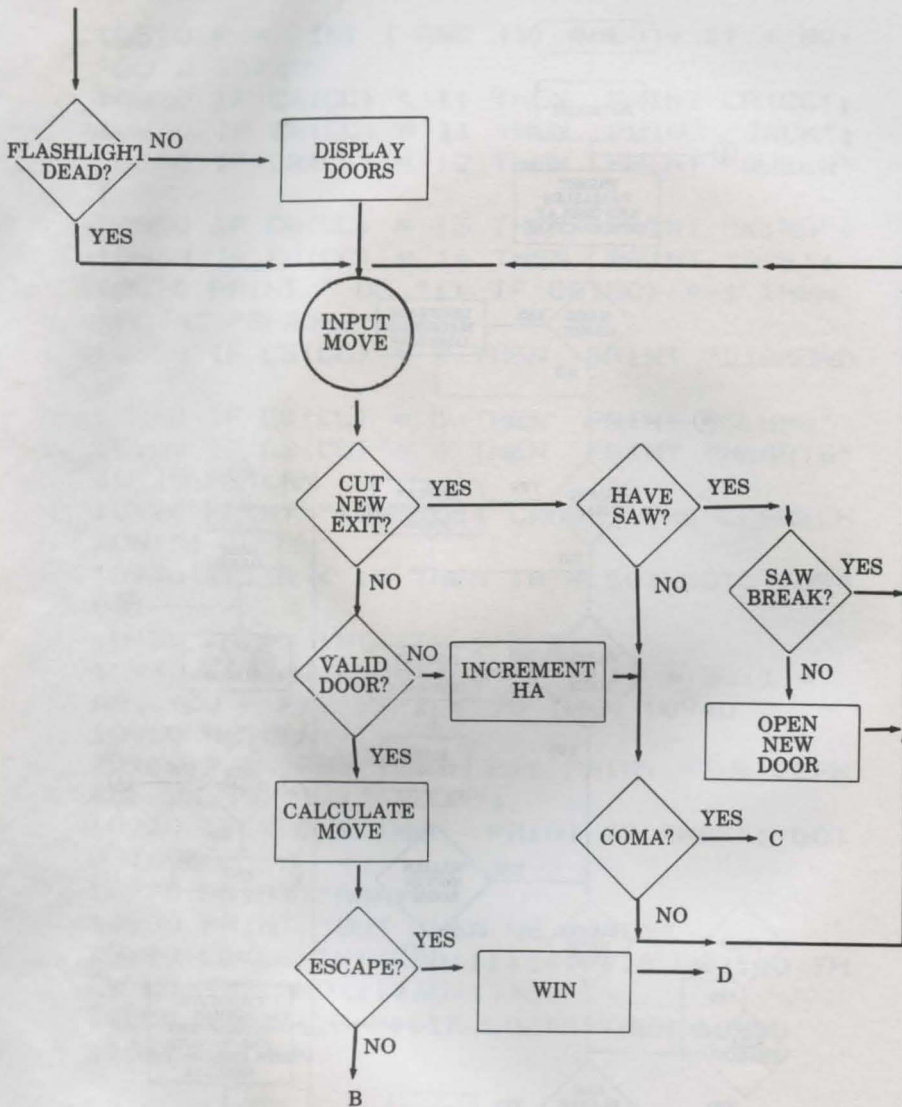 FLASHLIGHT
DEAD?
NO
DISPLAY
DOORS
YES
INPUT
MOVE
CUT
NEW
EXIT?
YES
HAVE
SAW?
YES
NO
NO
SAW
BREAK?
YES
VALID
DOOR?
NO
INCREMENT
HA
NO
YES
OPEN
NEW
DOOR
CALCULATE
MOVE
COMA?
YES
C
NO
ESCAPE?
YES
WIN
D
NO
B